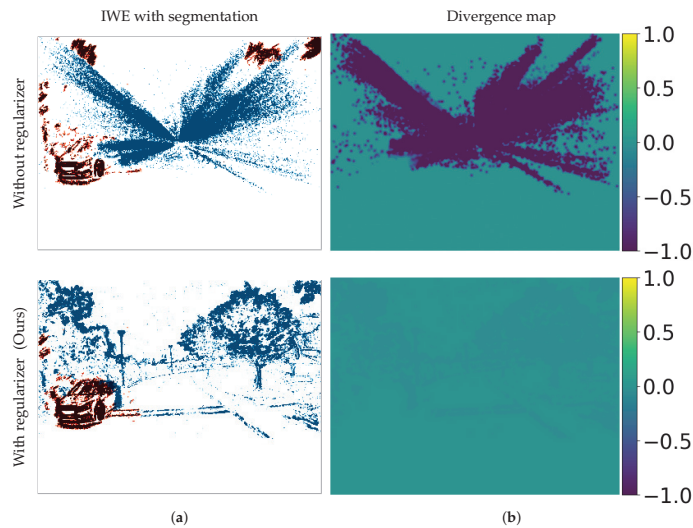 IWE with segmentation
Divergence map
Without regularizer
1.0
0.5
0.0
−0.5
−1.0
With regularizer (Ours)
1.0
0.5
0.0
−0.5
−1.0
(a)
(b)